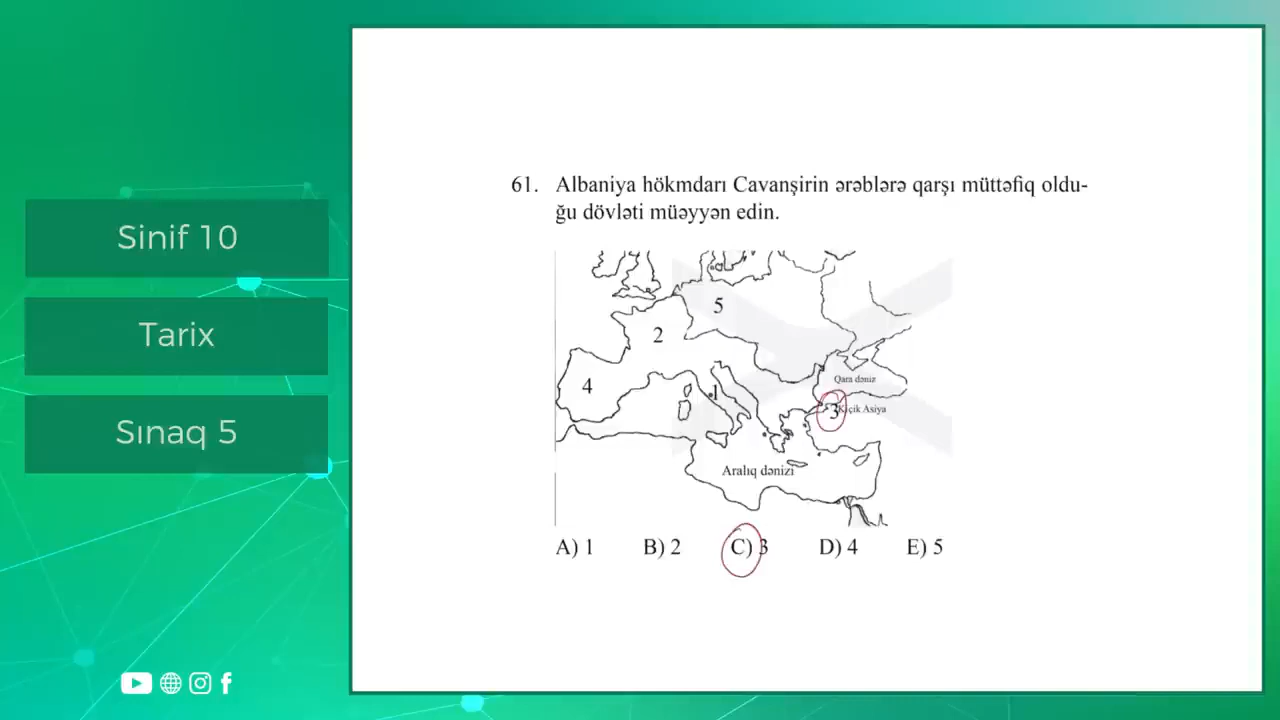 Sinif 10
Tarix
Sınaq 5
61. Albaniya hökmdarı Cavanşirin ərəblərə qarşı müttəfiq oldu-
ğu dövləti müəyyən edin.
5
2
Qara dəniz
4
1
3
Kiçik Asiya
Aralıq dənizi
A) 1 B) 2 C) 3 D) 4 E) 5